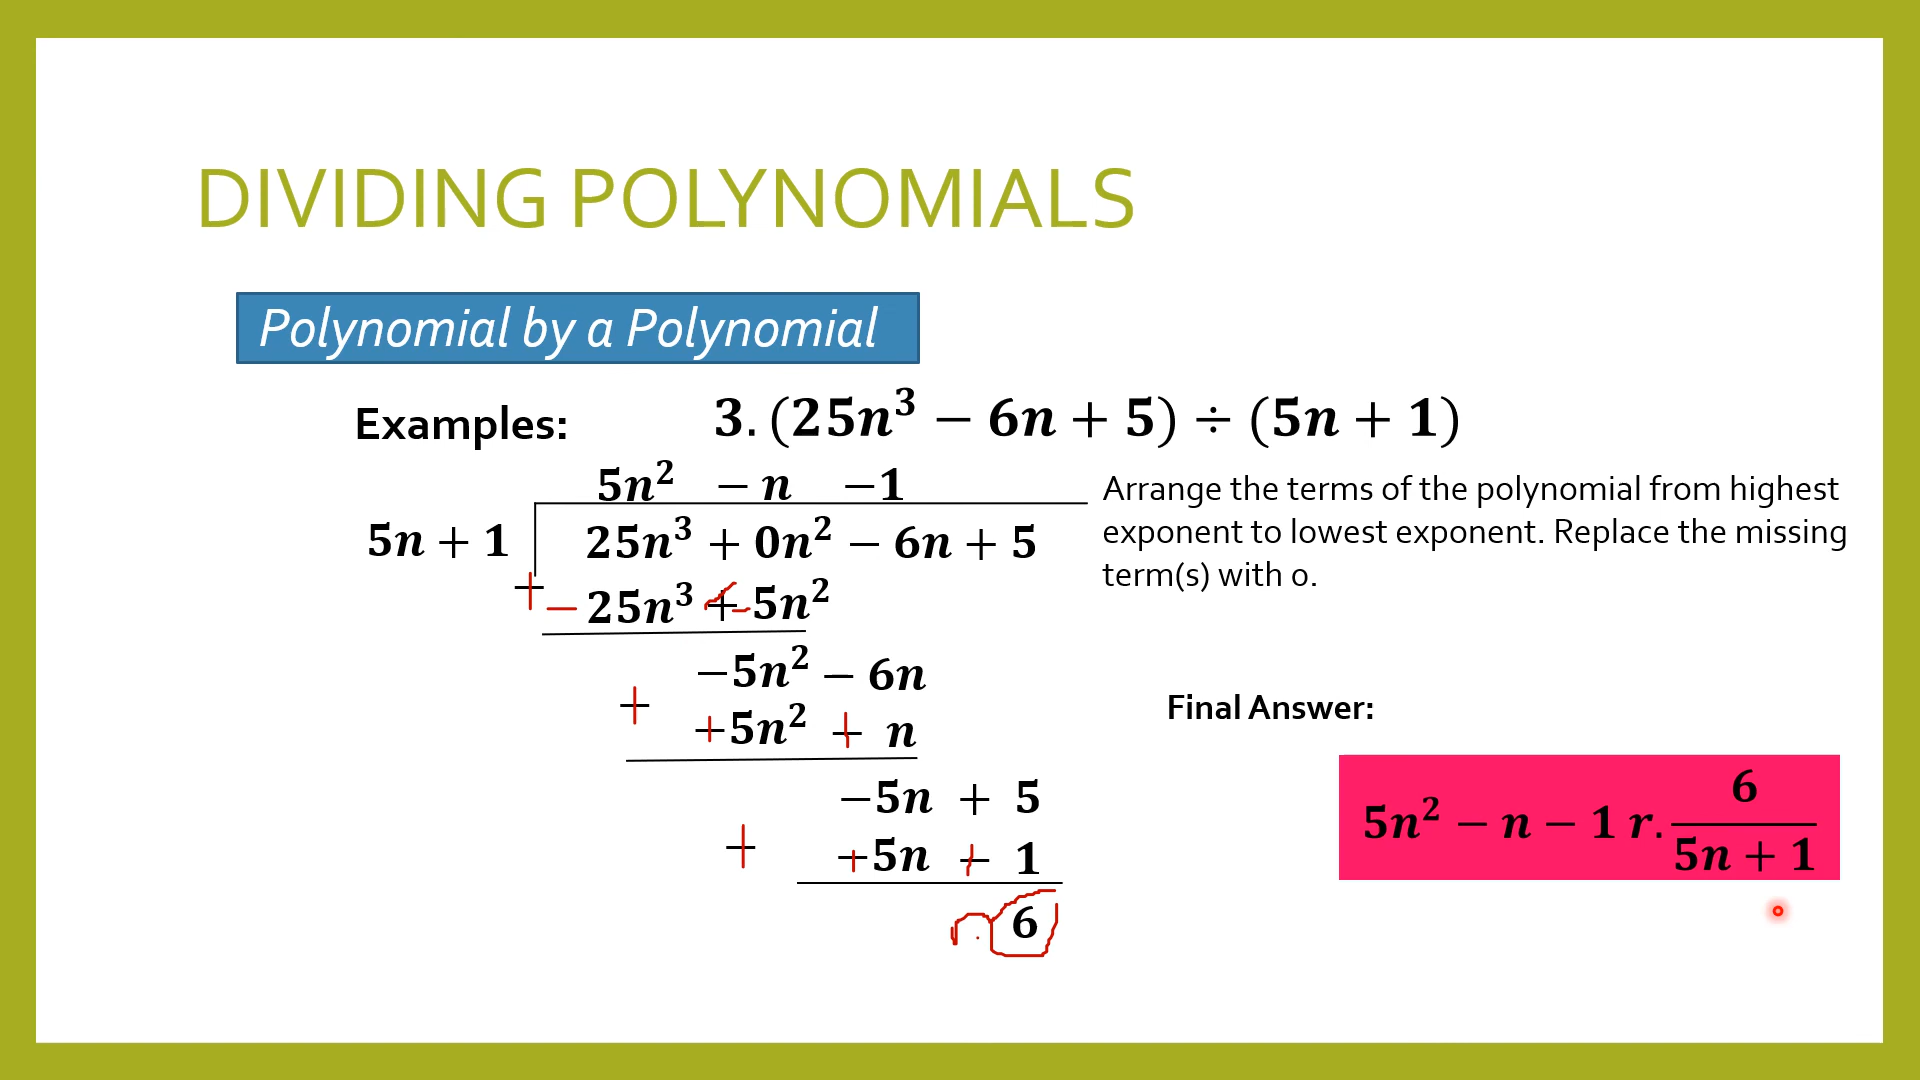 DIVIDING POLYNOMIALS
Polynomial by a Polynomial
Examples: 3. (25n³ − 6n + 5) ÷ (5n + 1)
5n² − n −1
5n + 1 25n³ + 0n² − 6n + 5
Arrange the terms of the polynomial from highest
exponent to lowest exponent. Replace the missing
term(s) with 0.
+ − 25n³ + − 5n²
−5n² − 6n
+ +5n² + n
−5n + 5
+ +5n + 1
r. 6
Final Answer:
5n² − n − 1 r. 6/(5n + 1)